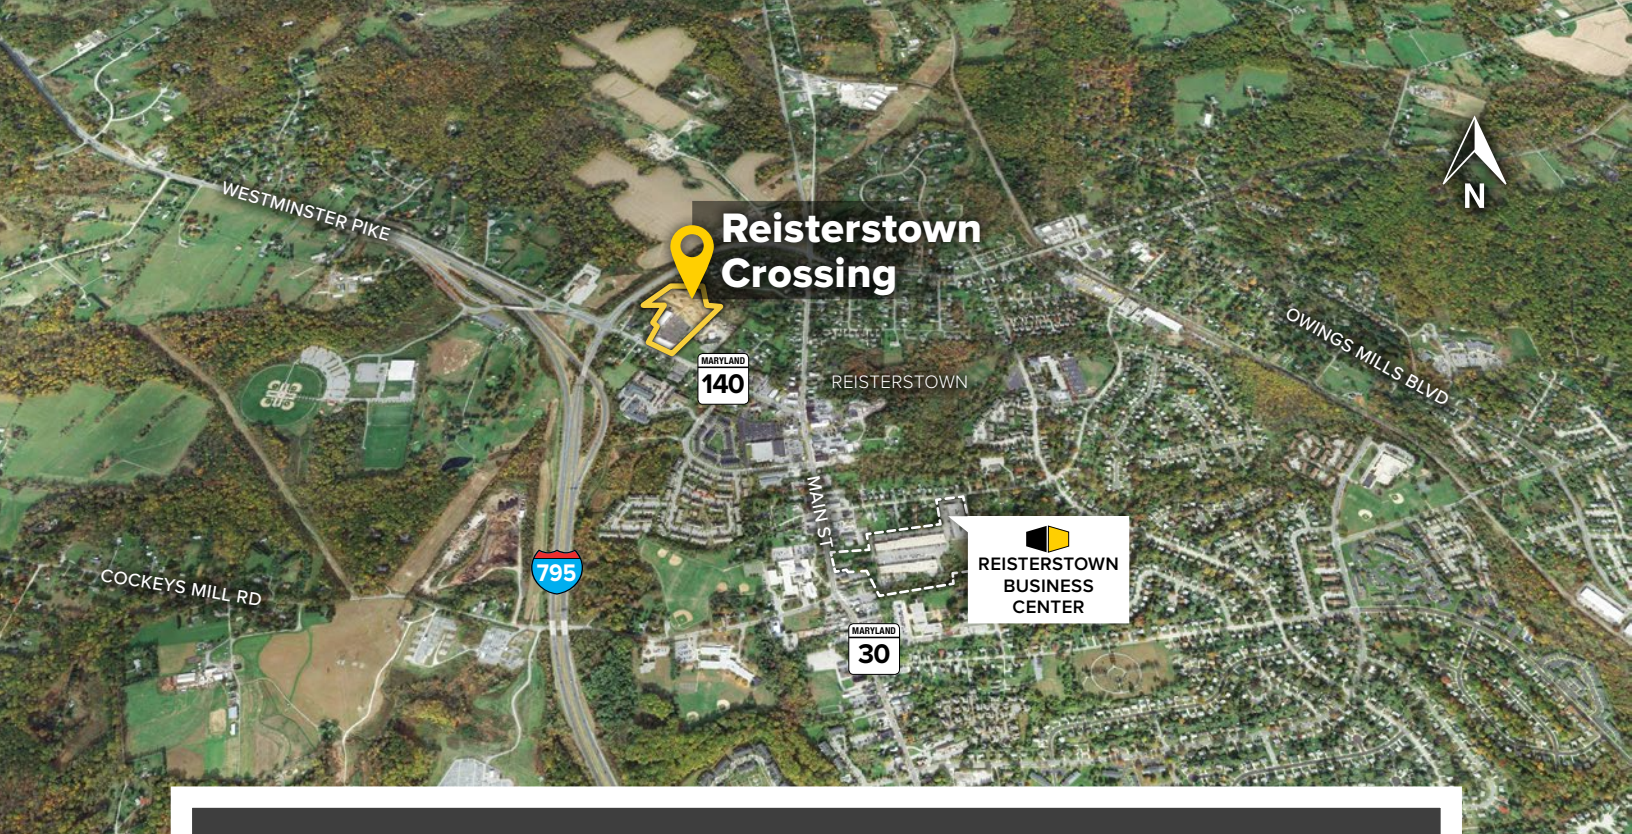 WESTMINSTER PIKE
Reisterstown
Crossing
N
OWINGS MILLS BLVD
MARYLAND
140
REISTERSTOWN
MAIN ST
795
COCKEYS MILL RD
REISTERSTOWN
BUSINESS
CENTER
MARYLAND
30